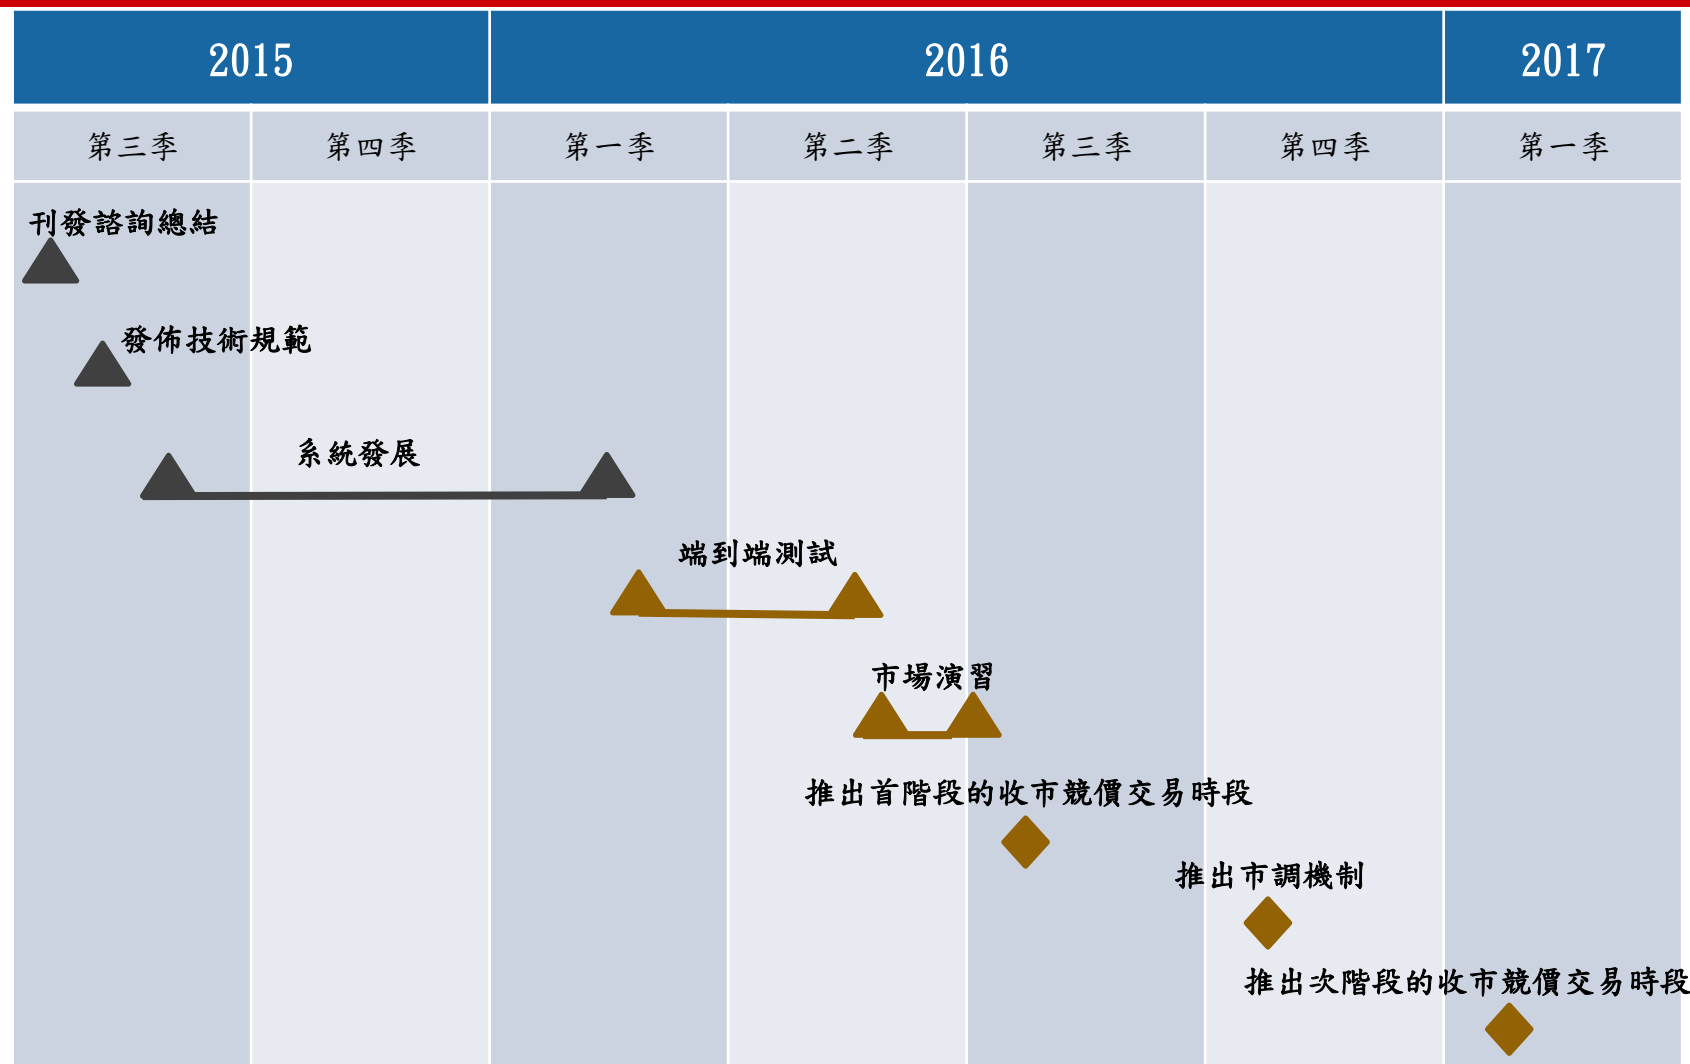 2015 2016 2017
第三季 第四季 第一季 第二季 第三季 第四季 第一季
刊發諮詢總結
發佈技術規範
系統發展
端到端測試
市場演習
推出首階段的收市競價交易時段
推出市調機制
推出次階段的收市競價交易時段